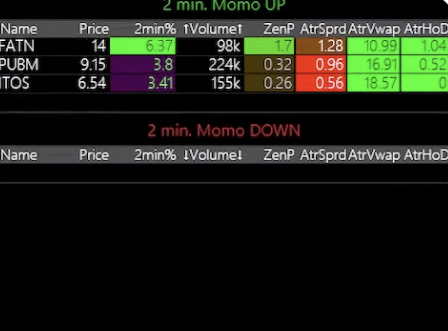 2 min. Momo UP
Name Price 2min% ↑Volume↑ ZenP AtrSprd AtrVwap AtrHoD
FATN 14 6.37 98k 1.7 1.28 10.99 1.04
PUBM 9.15 3.8 224k 0.32 0.96 16.91 0.52
ITOS 6.54 3.41 155k 0.26 0.56 18.57 0
2 min. Momo DOWN
Name Price 2min% ↓Volume↓ ZenP AtrSprd AtrVwap AtrHoD